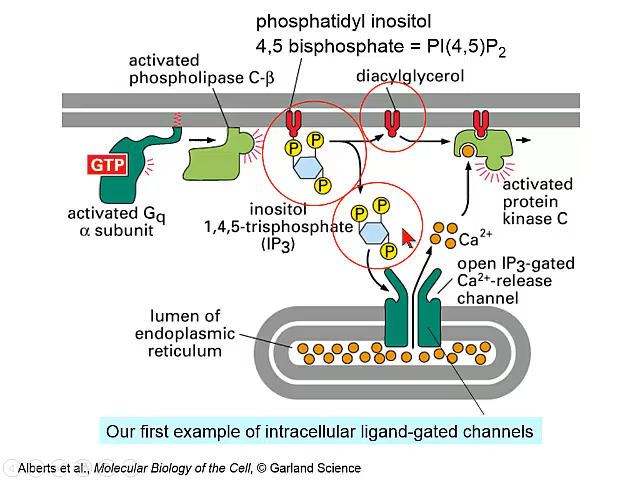 phosphatidyl inositol
4,5 bisphosphate = PI(4,5)P2
activated
phospholipase C-β
diacylglycerol
P
P
P
GTP
activated Gq
α subunit
inositol
1,4,5-trisphosphate
(IP3)
P
P
P
activated
protein
kinase C
Ca2+
open IP3-gated
Ca2+-release
channel
lumen of
endoplasmic
reticulum
Our first example of intracellular ligand-gated channels
Alberts et al., Molecular Biology of the Cell, © Garland Science